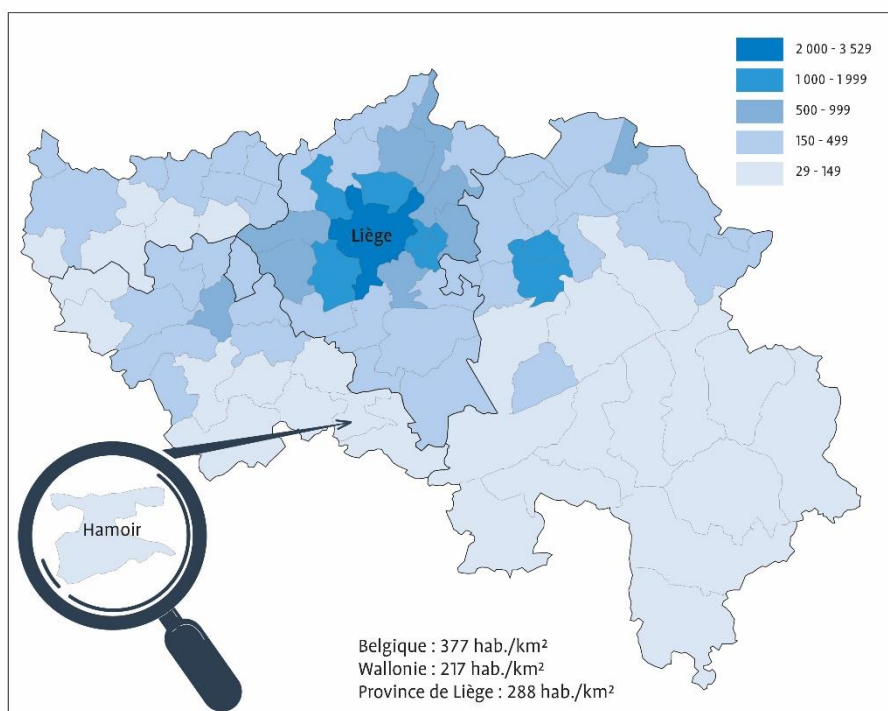 2 000 - 3 529
1 000 - 1 999
500 - 999
150 - 499
29 - 149
Liège
Hamoir
Belgique : 377 hab./km²
Wallonie : 217 hab./km²
Province de Liège : 288 hab./km²